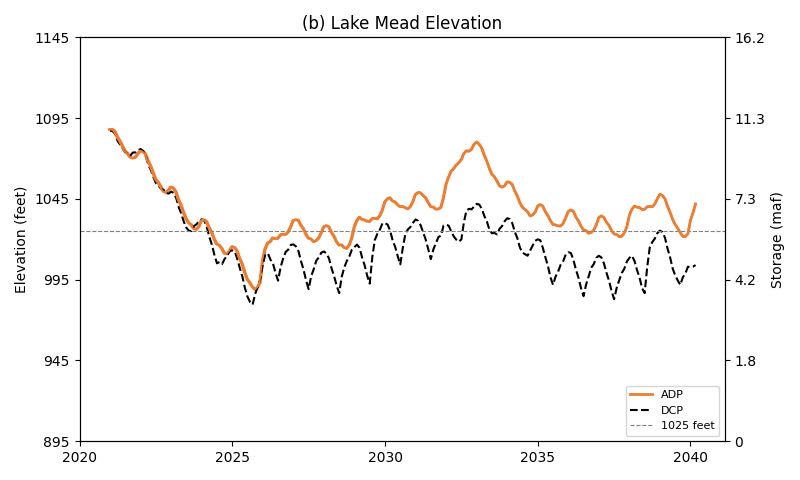 (b) Lake Mead Elevation
Elevation (feet)
1145
1095
1045
995
945
895
16.2
11.3
7.3
4.2
1.8
0
Storage (maf)
ADP
DCP
1025 feet
2020
2025
2030
2035
2040